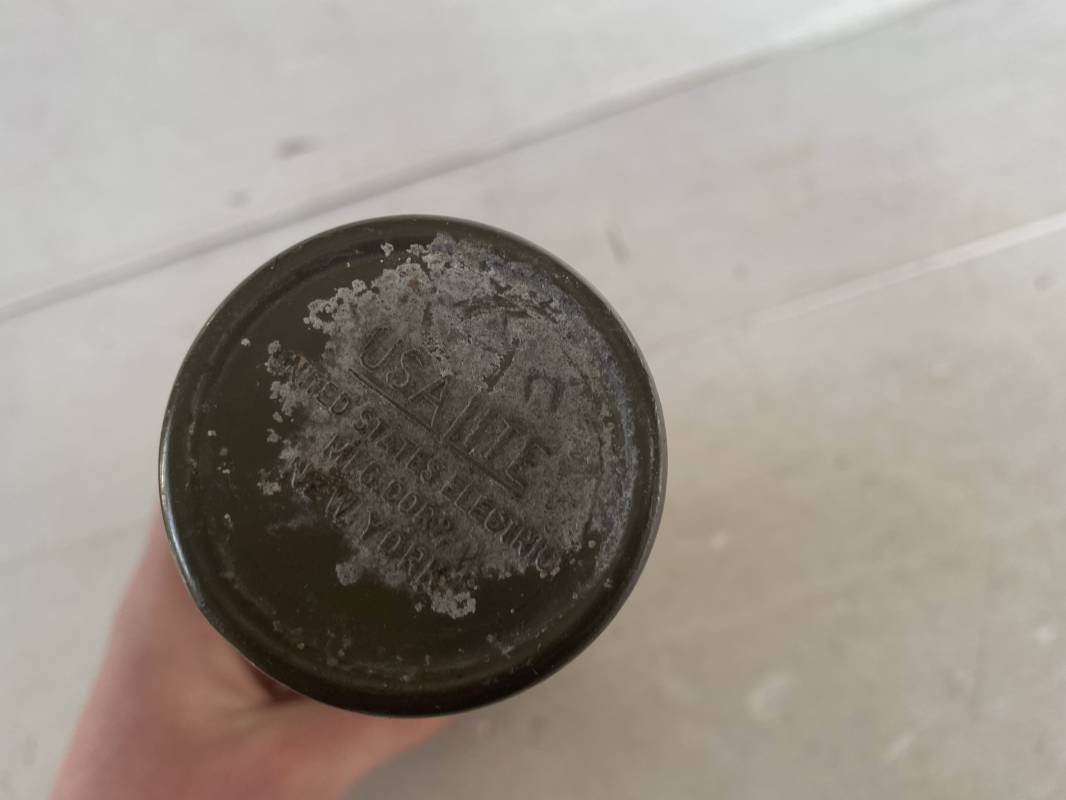 USALITE
UNITED STATES ELECTRIC
MFG. CORP.
NEW YORK